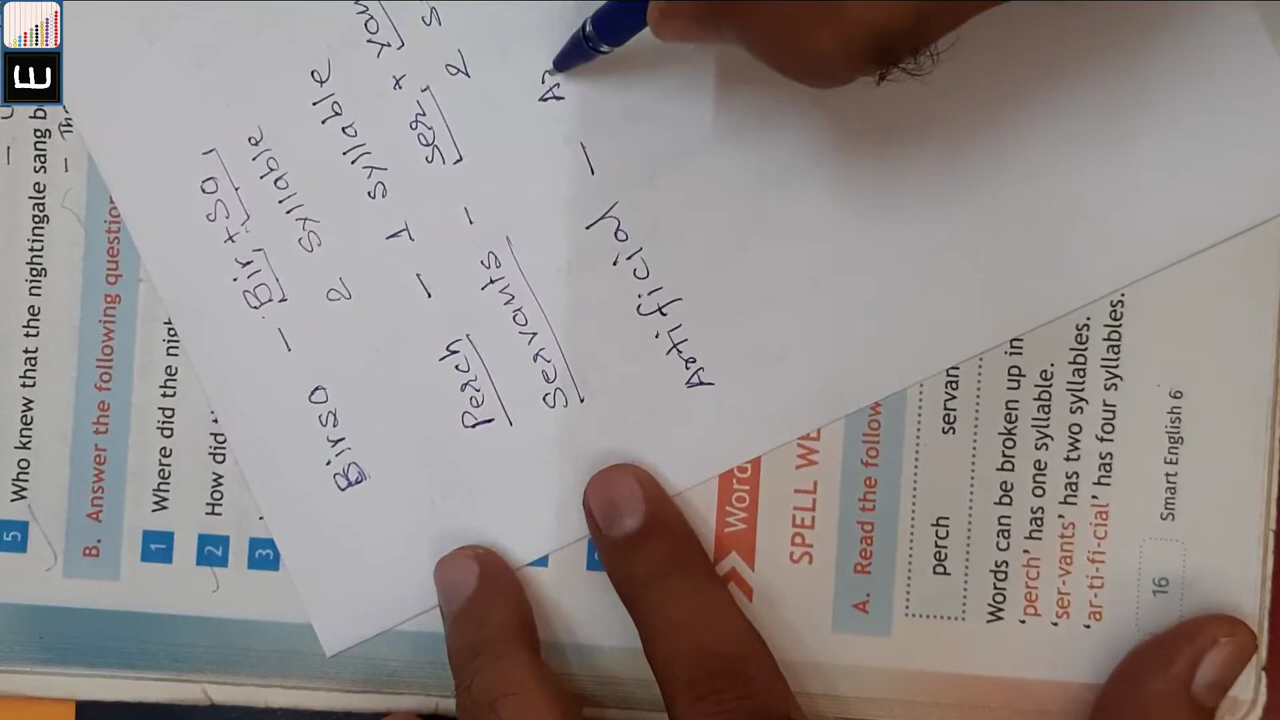 E
5 Who knew that the nightingale sang b
B. Answer the following question
1 Where did the nigh
2 How did
3
Birso - Bir + so
2 syllable
Perch - 1 syllable
Servants - ser + van
2 s
Artificial - Ar
Word
SPELL WE
A. Read the follow
perch servan
Words can be broken up in
'perch' has one syllable.
'ser-vants' has two syllables.
'ar-ti-fi-cial' has four syllables.
16 Smart English 6